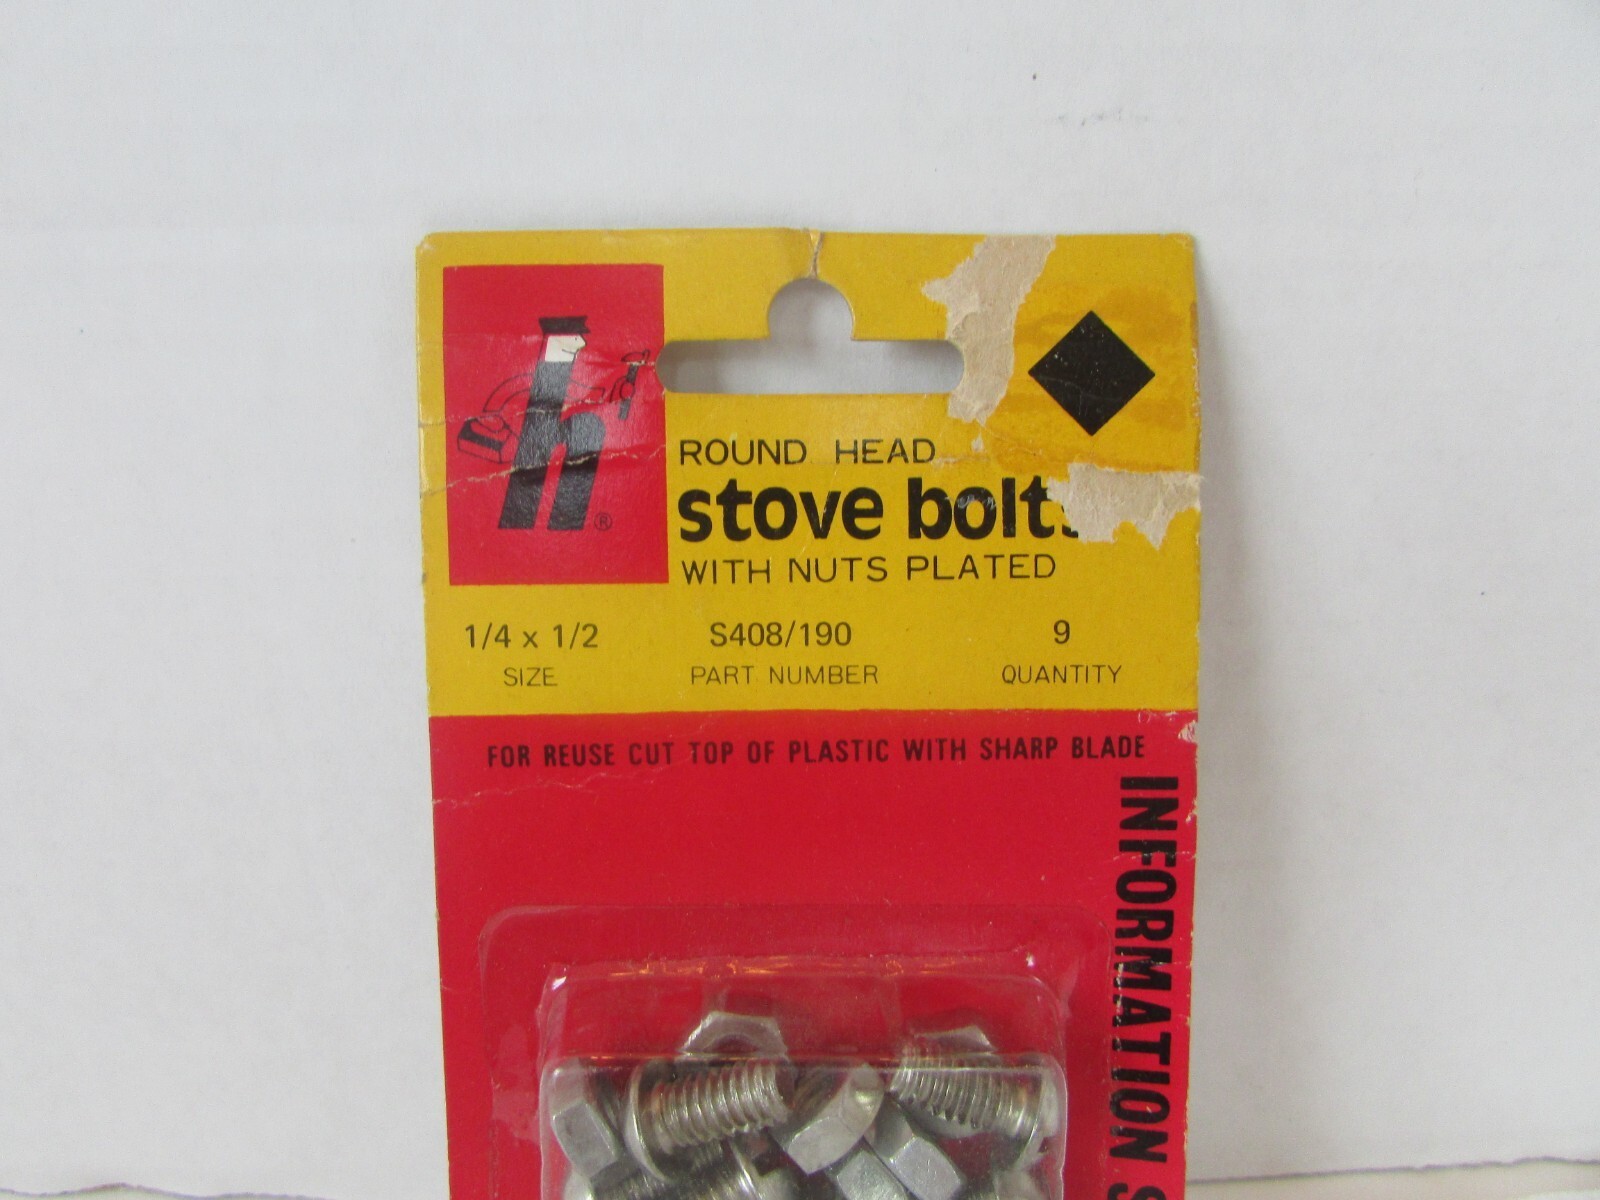 h®
ROUND HEAD
stove bolts
WITH NUTS PLATED
1/4 x 1/2 S408/190 9
SIZE PART NUMBER QUANTITY
FOR REUSE CUT TOP OF PLASTIC WITH SHARP BLADE
INFORMATION S